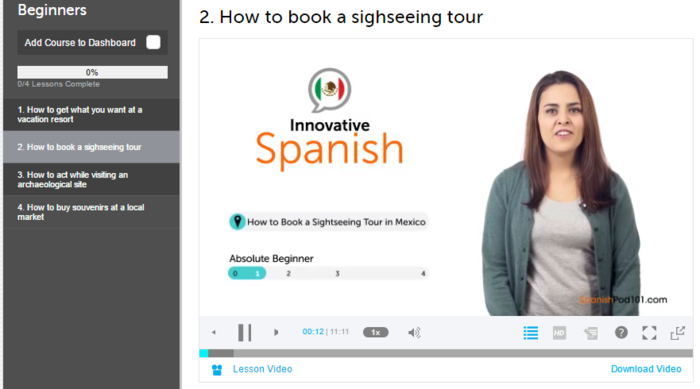 Beginners
Add Course to Dashboard
0%
0/4 Lessons Complete
1. How to get what you want at a
vacation resort
2. How to book a sighseeing tour
3. How to act while visiting an
archaeological site
4. How to buy souvenirs at a local
market
2. How to book a sighseeing tour
Innovative
Spanish
How to Book a Sightseeing Tour in Mexico
Absolute Beginner
0 1 2 3 4
SpanishPod101.com
00:12 | 11:11 1x HD ?
Lesson Video Download Video